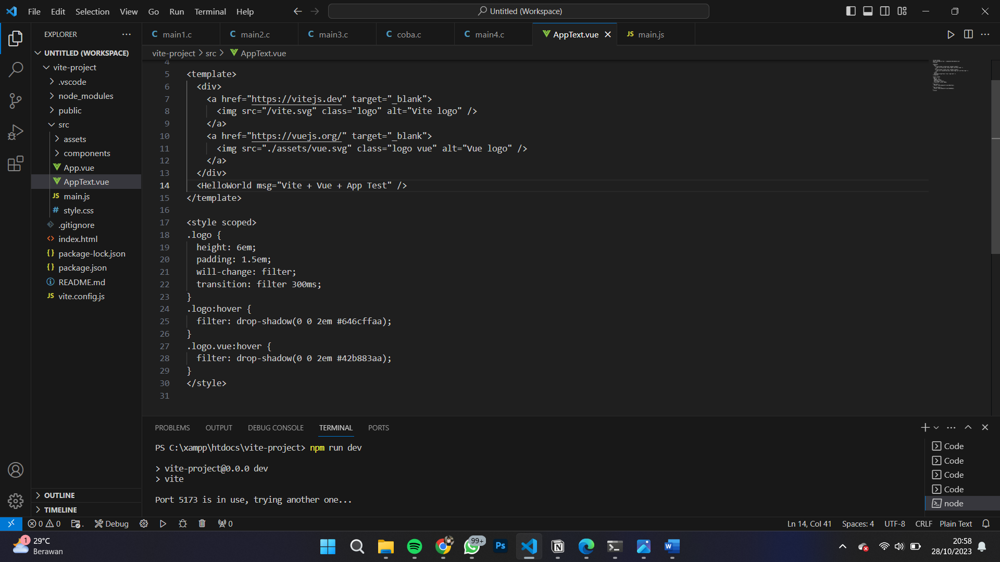 File Edit Selection View Go Run Terminal Help
Untitled (Workspace)
EXPLORER
UNTITLED (WORKSPACE)
vite-project
.vscode
node_modules
public
src
assets
components
App.vue
AppText.vue
JS main.js
# style.css
.gitignore
<> index.html
{} package-lock.json
{} package.json
README.md
JS vite.config.js
OUTLINE
TIMELINE
C main1.c
C main2.c
C main3.c
C coba.c
C main4.c
AppText.vue
JS main.js
vite-project > src > AppText.vue
4
5 <template>
6 <div>
7 <a href="https://vitejs.dev" target="_blank">
8 <img src="/vite.svg" class="logo" alt="Vite logo" />
9 </a>
10 <a href="https://vuejs.org/" target="_blank">
11 <img src="./assets/vue.svg" class="logo vue" alt="Vue logo" />
12 </a>
13 </div>
14 <HelloWorld msg="Vite + Vue + App Test" />
15 </template>
16
17 <style scoped>
18 .logo {
19 height: 6em;
20 padding: 1.5em;
21 will-change: filter;
22 transition: filter 300ms;
23 }
24 .logo:hover {
25 filter: drop-shadow(0 0 2em #646cffaa);
26 }
27 .logo.vue:hover {
28 filter: drop-shadow(0 0 2em #42b883aa);
29 }
30 </style>
31
PROBLEMS OUTPUT DEBUG CONSOLE TERMINAL PORTS
PS C:\xampp\htdocs\vite-project> npm run dev
> vite-project@0.0.0 dev
> vite
Port 5173 is in use, trying another one...
Code
Code
Code
Code
node
0 0 . Debug 0
Ln 14, Col 41 Spaces: 4 UTF-8 CRLF Plain Text
1
29°C
Berawan
99+
Ps
20:58
28/10/2023